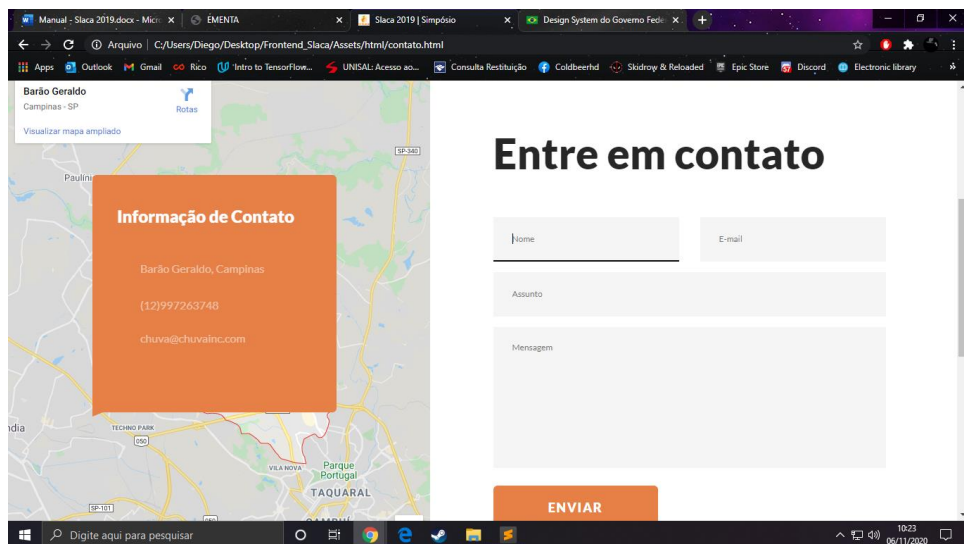 Manual - Slaca 2019.docx - Micro
ÉMENTA
Slaca 2019 | Simpósio
Design System do Governo Fede
Arquivo | C:/Users/Diego/Desktop/Frontend_Slaca/Assets/html/contato.html
Apps Outlook Gmail Rico 'Intro to TensorFlow... UNISAL: Acesso ao... Consulta Restituição Coldbeerhd Skidrow & Reloaded Epic Store Discord Electronic library
Barão Geraldo
Campinas - SP
Rotas
Visualizar mapa ampliado
SP-340
Informação de Contato
Barão Geraldo, Campinas
(12)997263748
chuva@chuvainc.com
TECHNO PARK
050
VILA NOVA
Parque
Portugal
TAQUARAL
SP-101
Entre em contato
Nome
E-mail
Assunto
Mensagem
ENVIAR
Digite aqui para pesquisar
10:23
06/11/2020